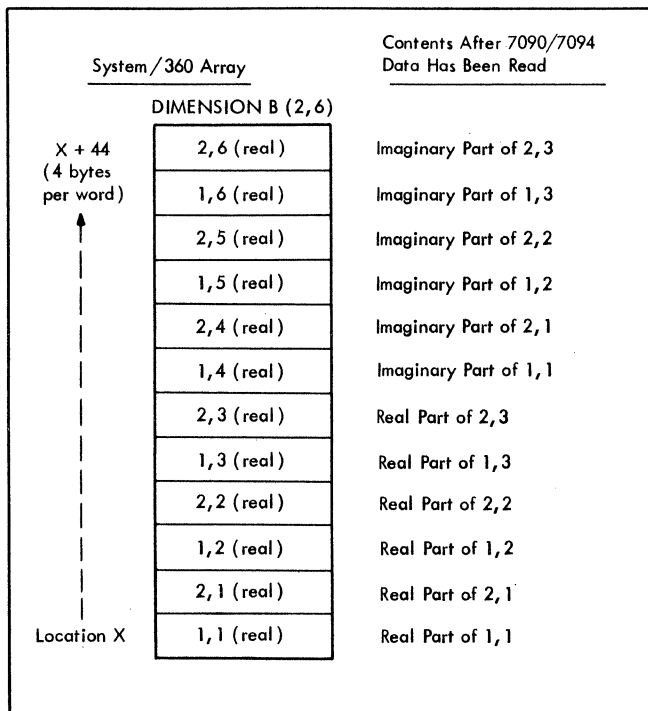 System/360 Array
Contents After 7090/7094
Data Has Been Read
DIMENSION B (2,6)
X + 44
(4 bytes
per word)
2,6 (real) Imaginary Part of 2,3
1,6 (real) Imaginary Part of 1,3
2,5 (real) Imaginary Part of 2,2
1,5 (real) Imaginary Part of 1,2
2,4 (real) Imaginary Part of 2,1
1,4 (real) Imaginary Part of 1,1
2,3 (real) Real Part of 2,3
1,3 (real) Real Part of 1,3
2,2 (real) Real Part of 2,2
1,2 (real) Real Part of 1,2
2,1 (real) Real Part of 2,1
Location X 1,1 (real) Real Part of 1,1